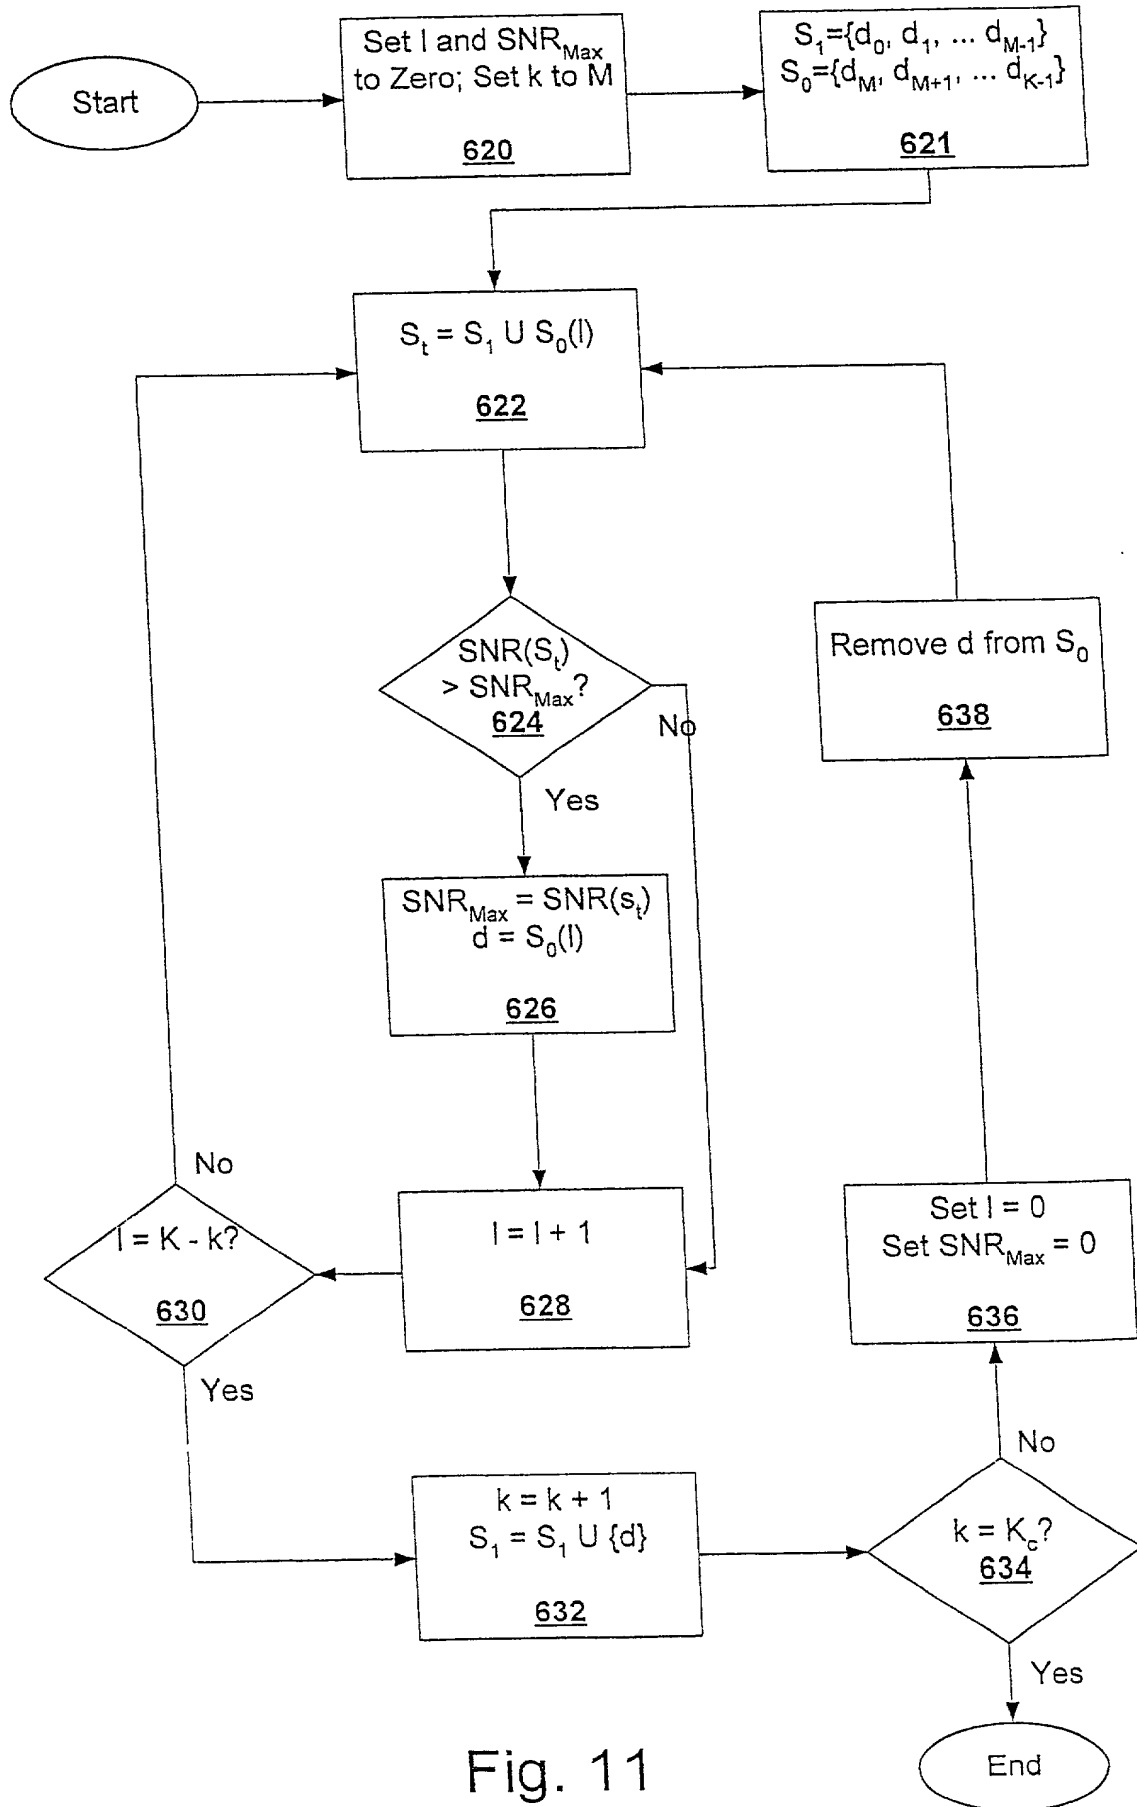 Start
Set l and SNR_Max
to Zero; Set k to M
620
S_1={d_0, d_1, ... d_M-1}
S_0={d_M, d_M+1, ... d_K-1}
621
S_t = S_1 U S_0(l)
622
SNR(S_t)
> SNR_Max?
624
No
Yes
Remove d from S_0
638
SNR_Max = SNR(s_t)
d = S_0(l)
626
No
l = K - k?
630
Yes
l = l + 1
628
Set l = 0
Set SNR_Max = 0
636
No
k = k + 1
S_1 = S_1 U {d}
632
k = K_c?
634
Yes
End
Fig. 11